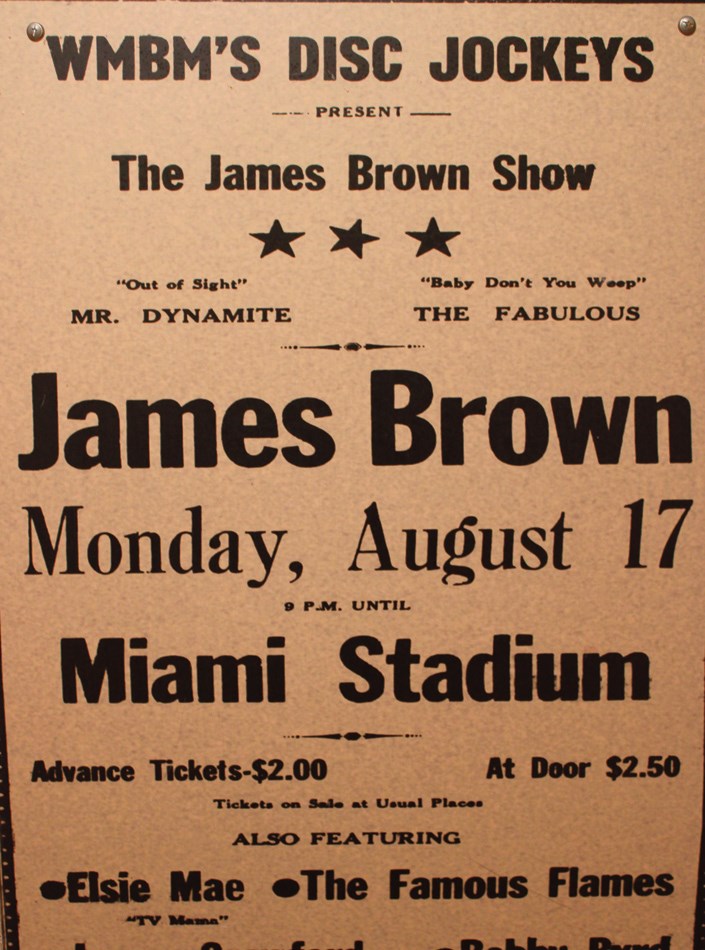 WMBM'S DISC JOCKEYS
PRESENT
The James Brown Show
"Out of Sight" "Baby Don't You Weep"
MR. DYNAMITE THE FABULOUS
James Brown
Monday, August 17
9 P.M. UNTIL
Miami Stadium
Advance Tickets-$2.00 At Door $2.50
Tickets on Sale at Usual Places
ALSO FEATURING
●Elsie Mae ●The Famous Flames
"TV Mama"